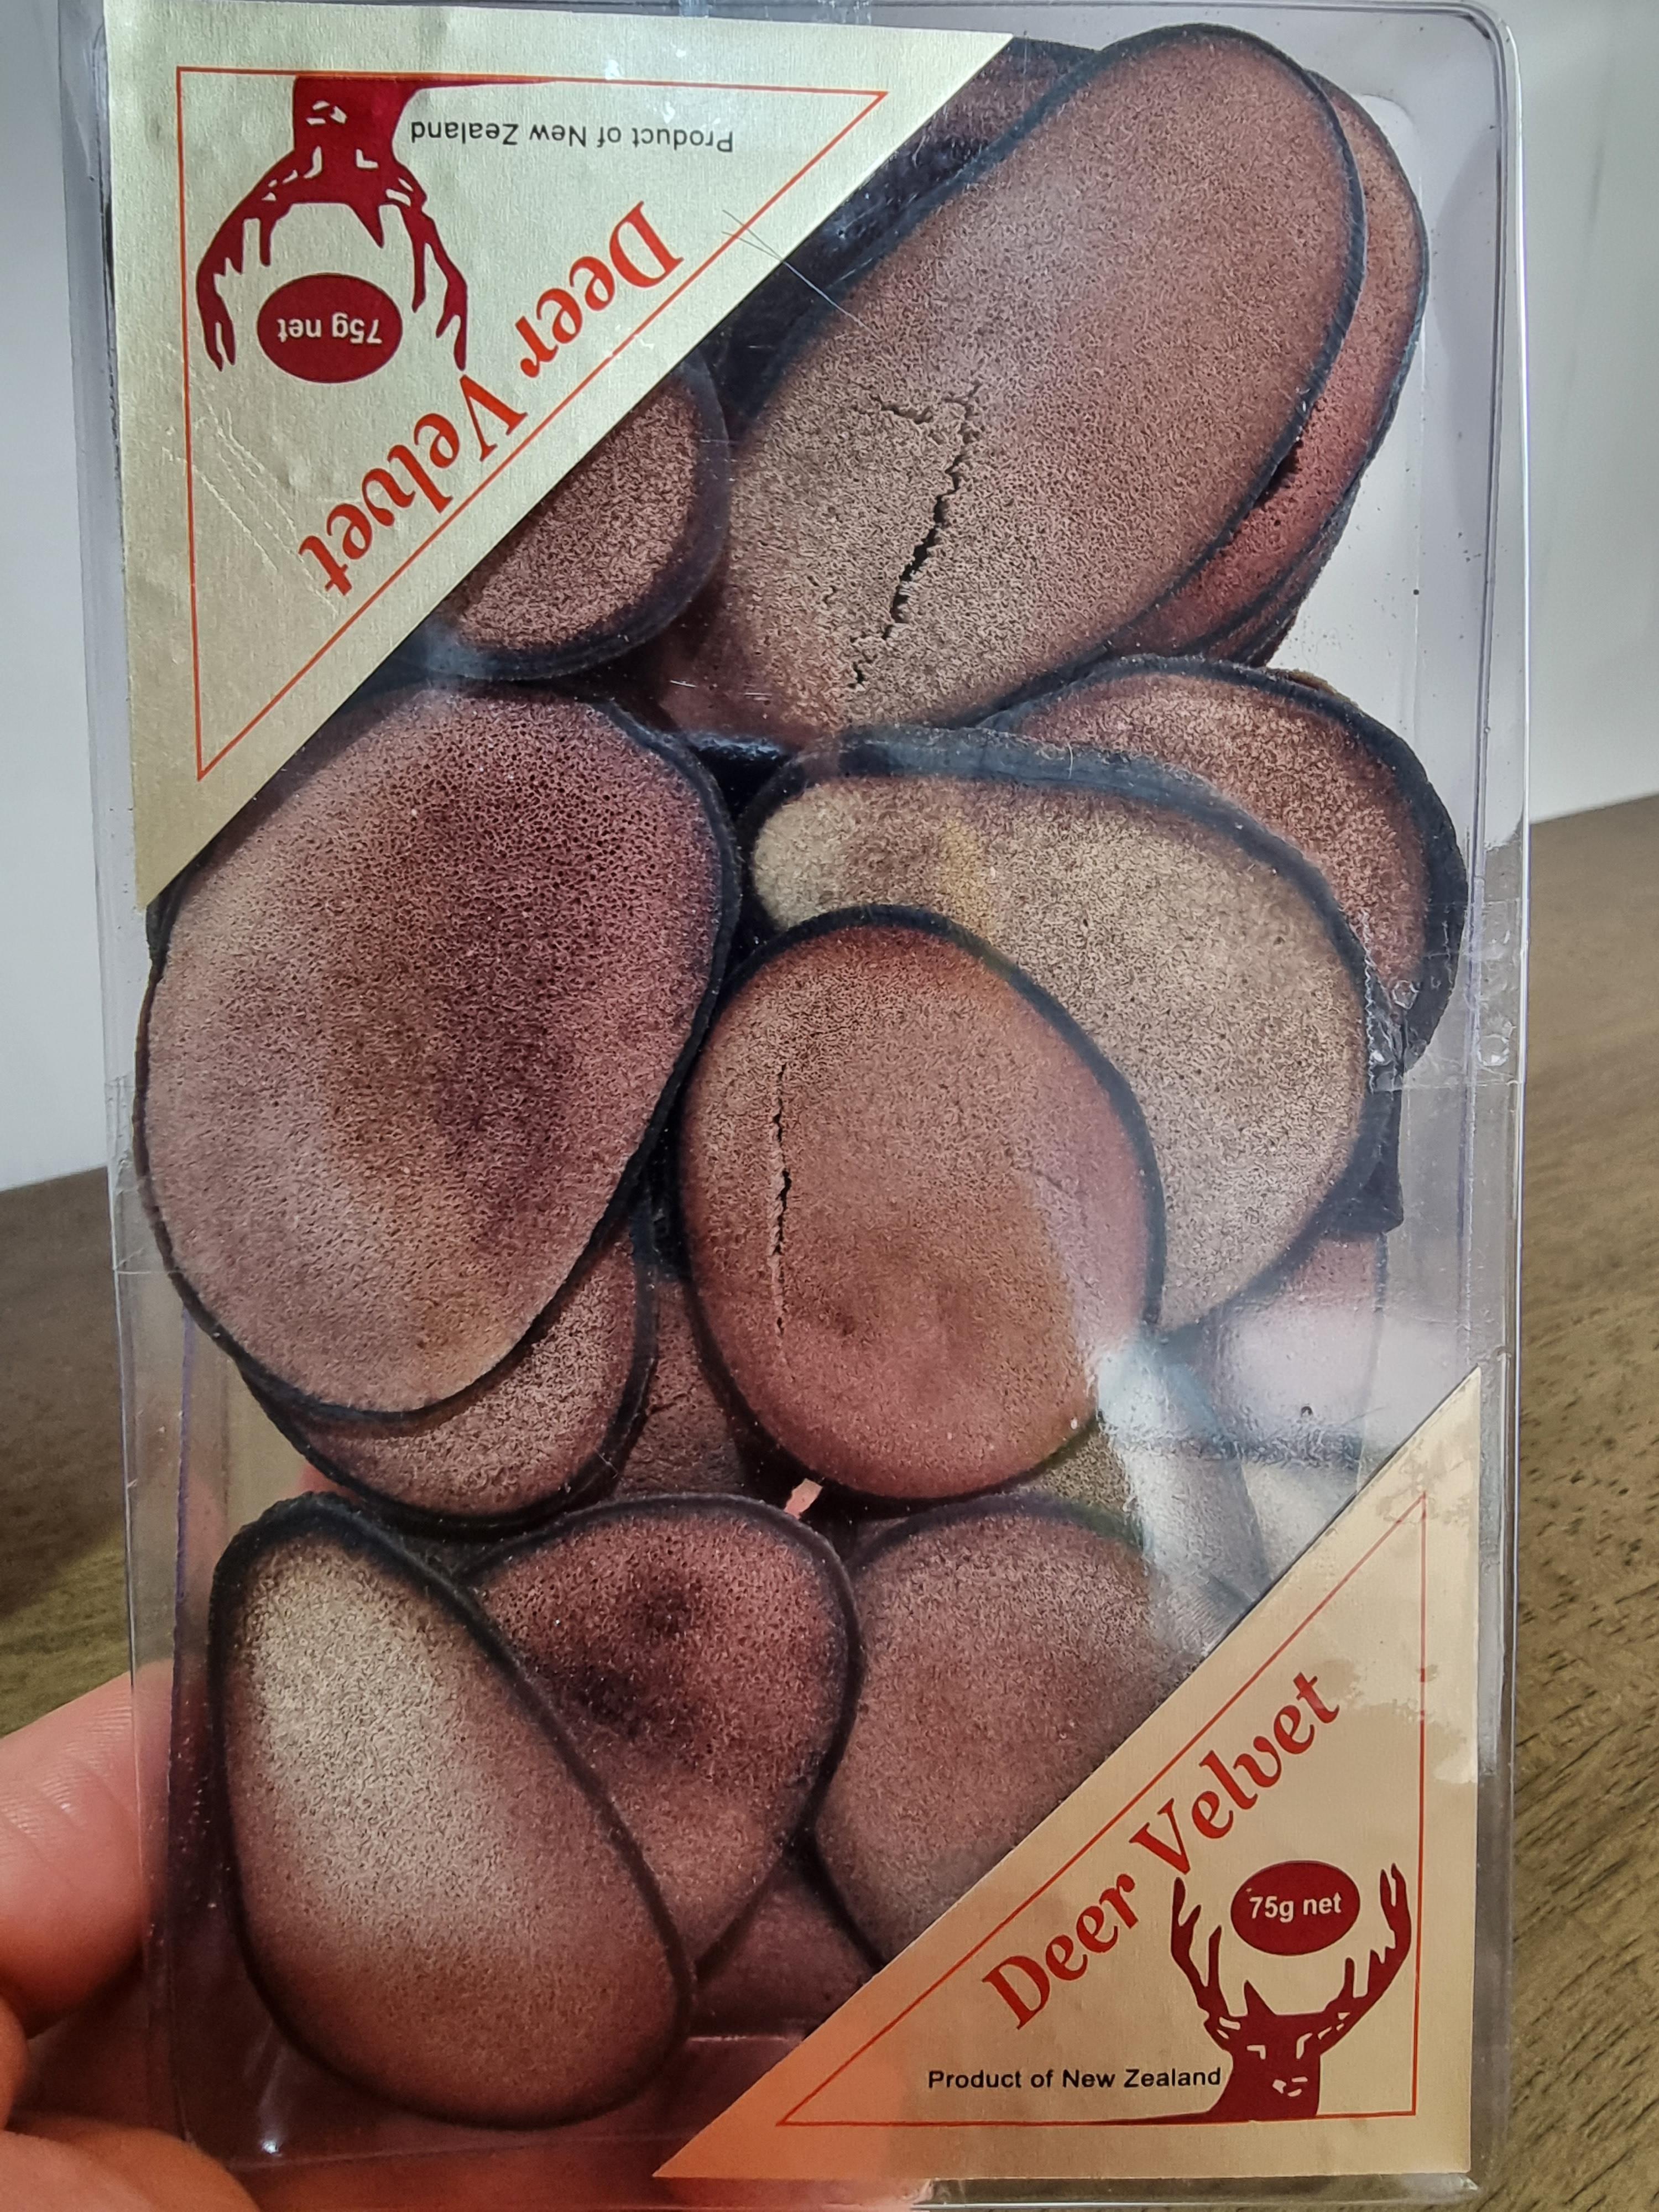 Product of New Zealand
Deer Velvet
75g net
Deer Velvet
75g net
Product of New Zealand